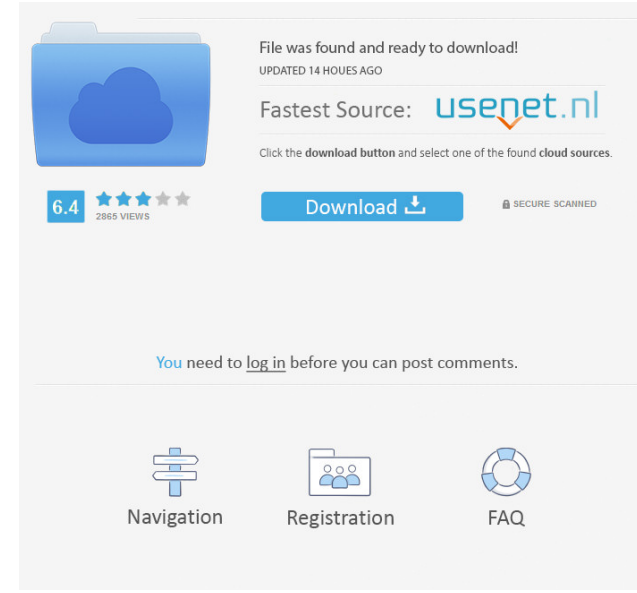 File was found and ready to download!
UPDATED 14 HOUES AGO
Fastest Source: usenet.nl
Click the download button and select one of the found cloud sources.
6.4
2865 VIEWS
Download
SECURE SCANNED
You need to log in before you can post comments.
Navigation
Registration
FAQ